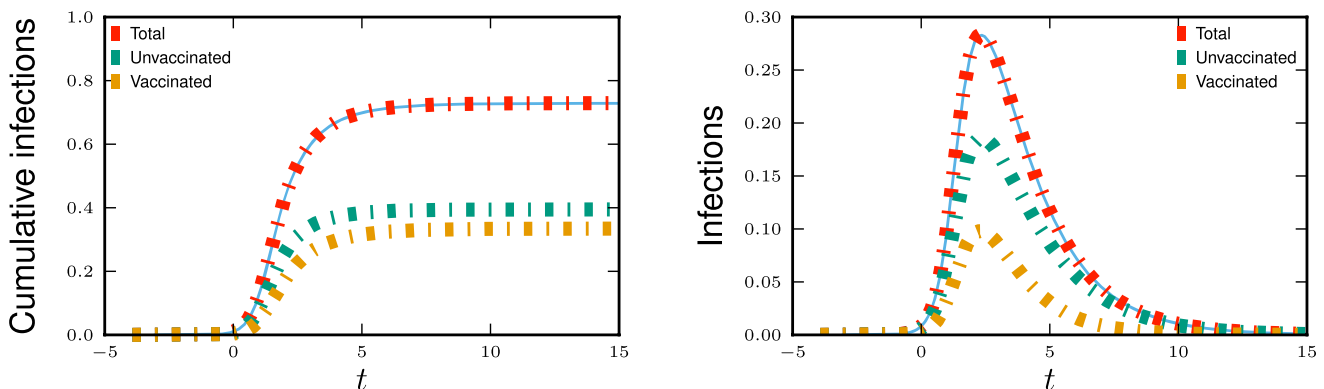 Cumulative infections
1.0
0.8
0.6
0.4
0.2
0.0
Total
Unvaccinated
Vaccinated
−5
0
5
10
15
t
Infections
0.30
0.25
0.20
0.15
0.10
0.05
0.00
Total
Unvaccinated
Vaccinated
−5
0
5
10
15
t